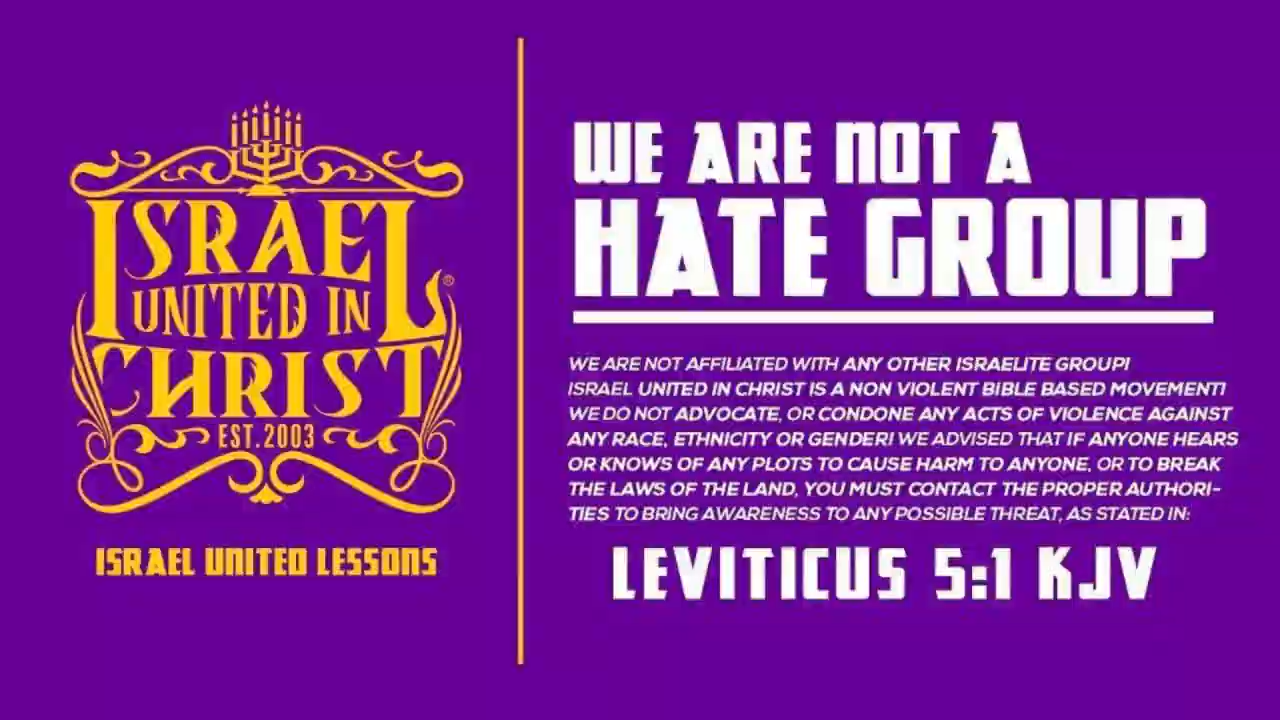 ISRAEL
UNITED IN
CHRIST
EST. 2003
ISRAEL UNITED LESSONS
WE ARE NOT A
HATE GROUP
WE ARE NOT AFFILIATED WITH ANY OTHER ISRAELITE GROUP!
ISRAEL UNITED IN CHRIST IS A NON VIOLENT BIBLE BASED MOVEMENT!
WE DO NOT ADVOCATE, OR CONDONE ANY ACTS OF VIOLENCE AGAINST
ANY RACE, ETHNICITY OR GENDER! WE ADVISED THAT IF ANYONE HEARS
OR KNOWS OF ANY PLOTS TO CAUSE HARM TO ANYONE, OR TO BREAK
THE LAWS OF THE LAND, YOU MUST CONTACT THE PROPER AUTHORI-
TIES TO BRING AWARENESS TO ANY POSSIBLE THREAT, AS STATED IN:
LEVITICUS 5:1 KJV